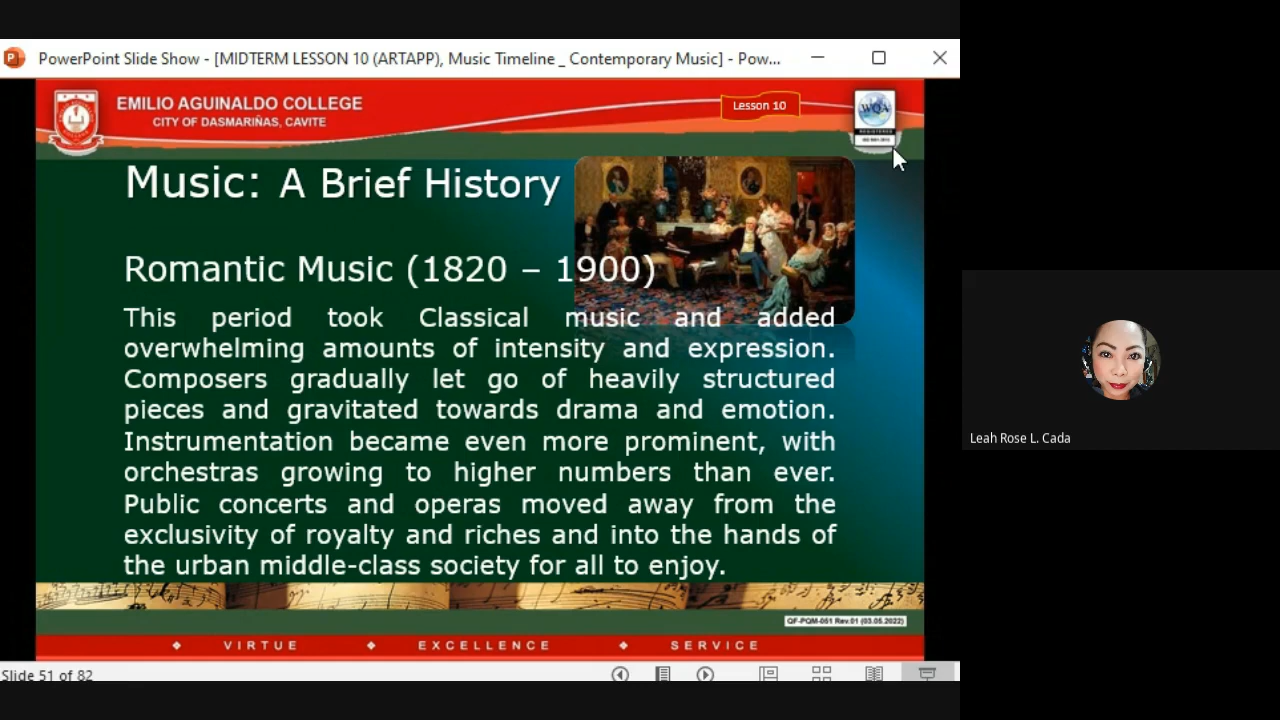 PowerPoint Slide Show - [MIDTERM LESSON 10 (ARTAPP), Music Timeline _ Contemporary Music] - Pow...
EMILIO AGUINALDO COLLEGE
CITY OF DASMARIÑAS, CAVITE
Lesson 10
WQA
Music: A Brief History
Romantic Music (1820 – 1900)
This period took Classical music and added
overwhelming amounts of intensity and expression.
Composers gradually let go of heavily structured
pieces and gravitated towards drama and emotion.
Instrumentation became even more prominent, with
orchestras growing to higher numbers than ever.
Public concerts and operas moved away from the
exclusivity of royalty and riches and into the hands of
the urban middle-class society for all to enjoy.
QF-PQM-051 Rev.01 (03.05.2022)
VIRTUE EXCELLENCE SERVICE
Slide 51 of 82
Leah Rose L. Cada